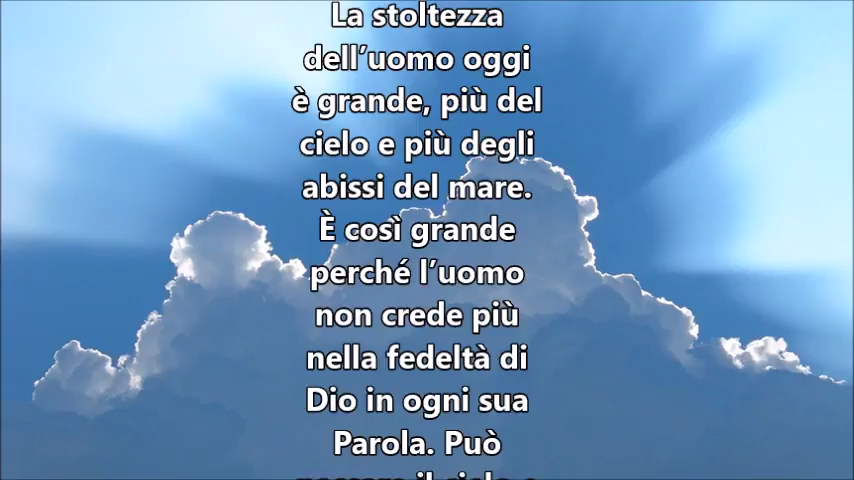 La stoltezza
dell’uomo oggi
è grande, più del
cielo e più degli
abissi del mare.
È così grande
perché l’uomo
non crede più
nella fedeltà di
Dio in ogni sua
Parola. Può